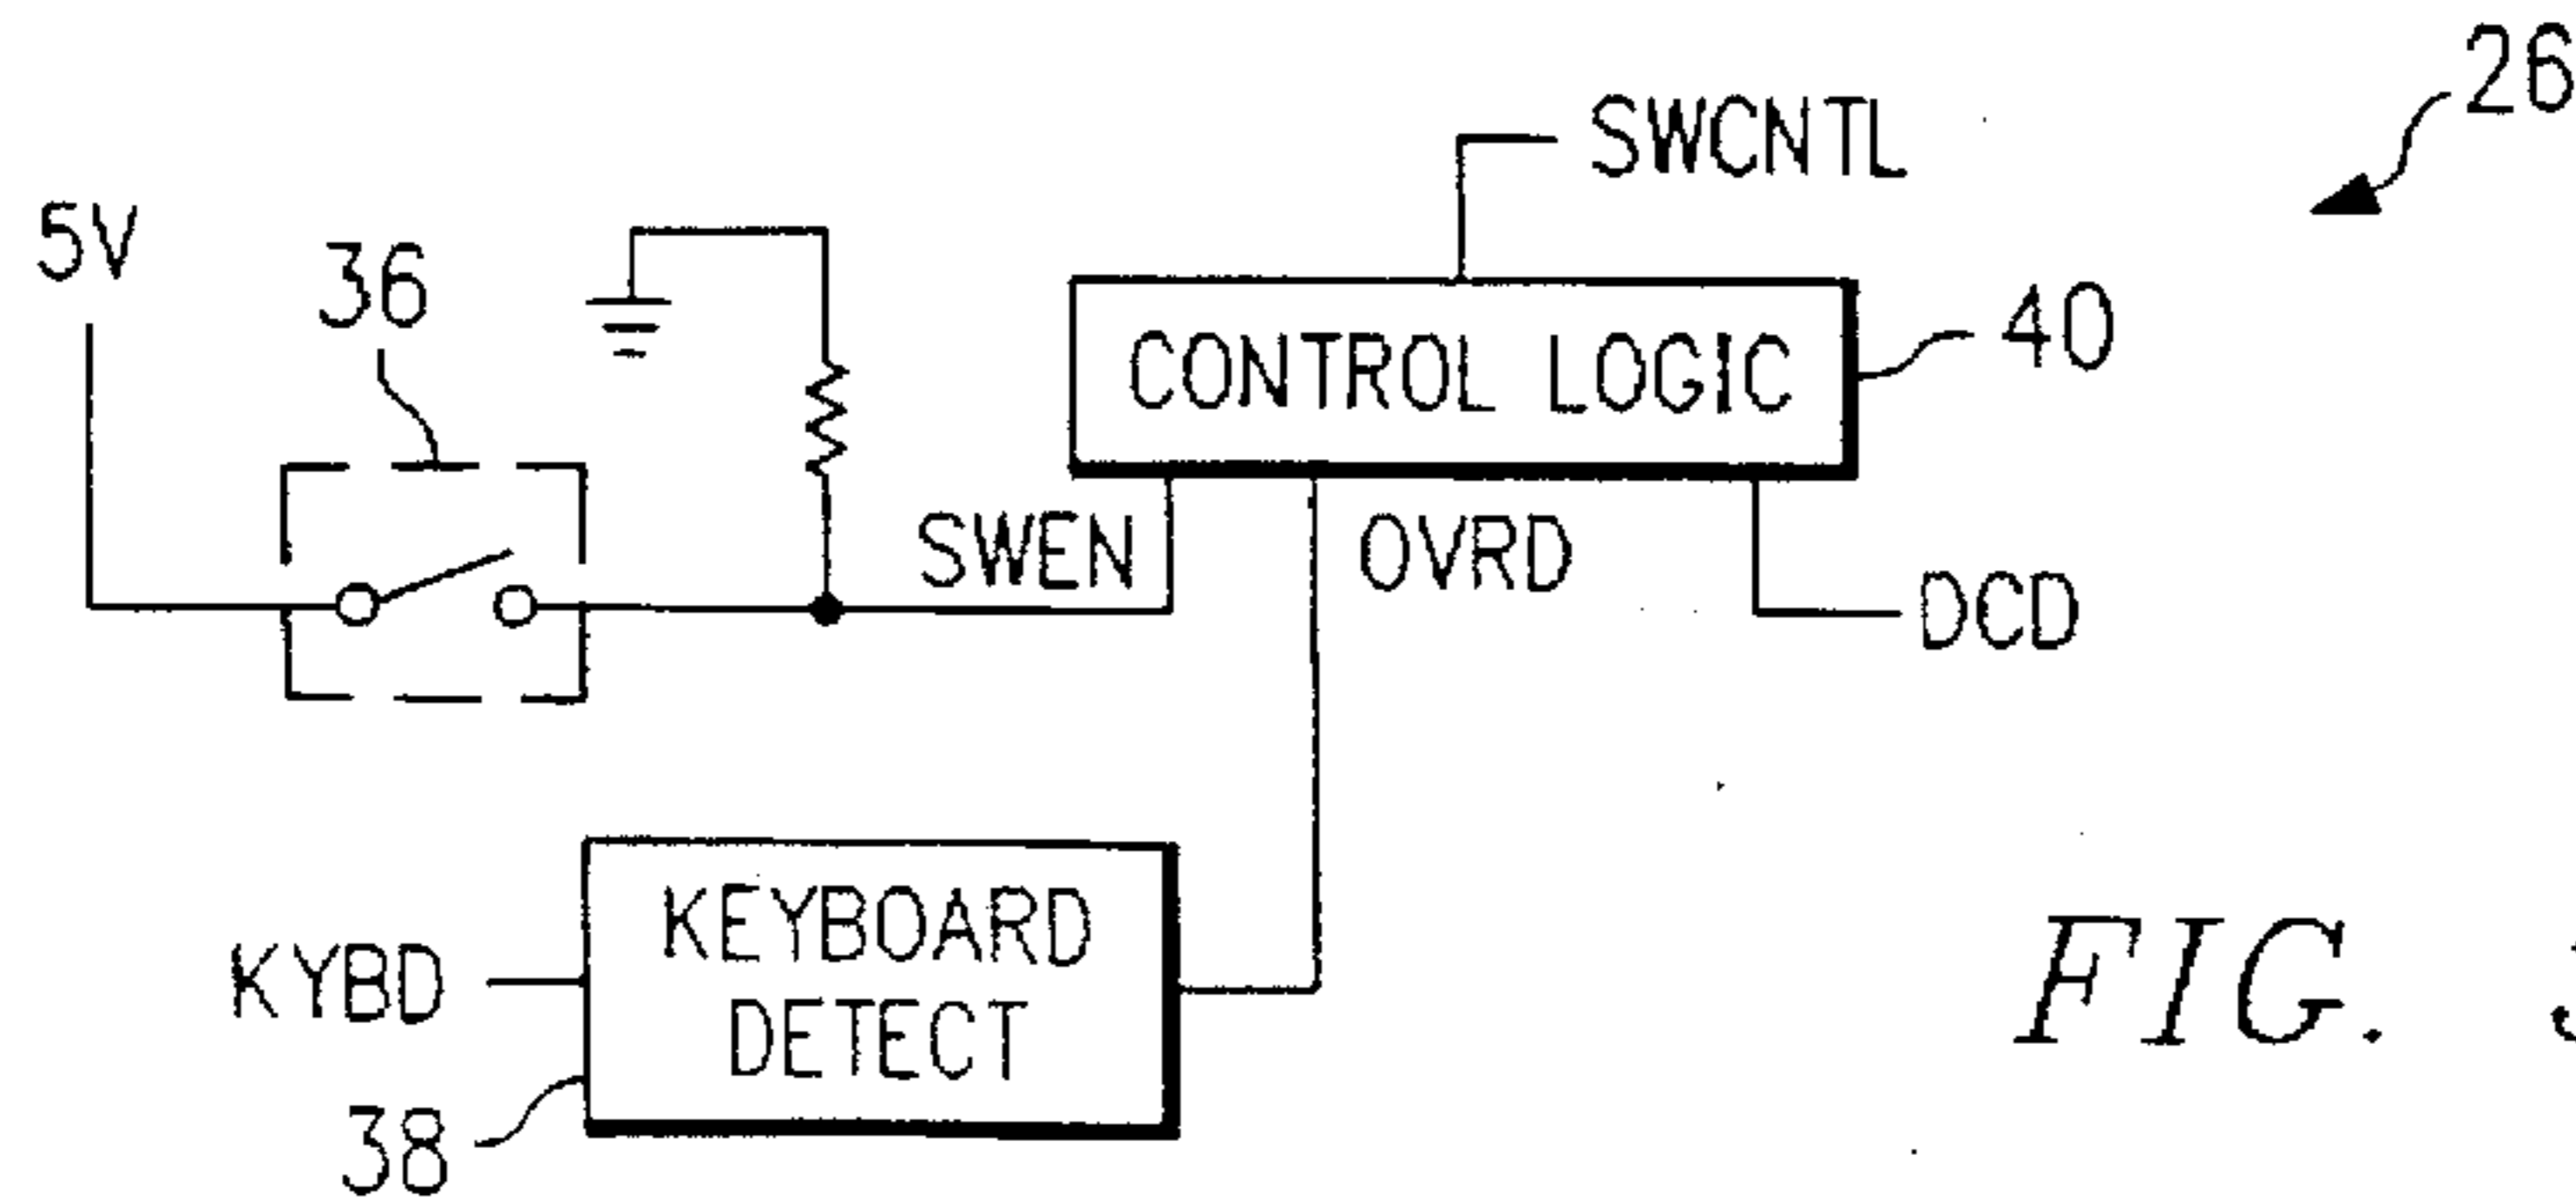 26
SWCNTL
5V
36
CONTROL LOGIC
40
SWEN
OVRD
DCD
KYBD
KEYBOARD
DETECT
38
FIG.